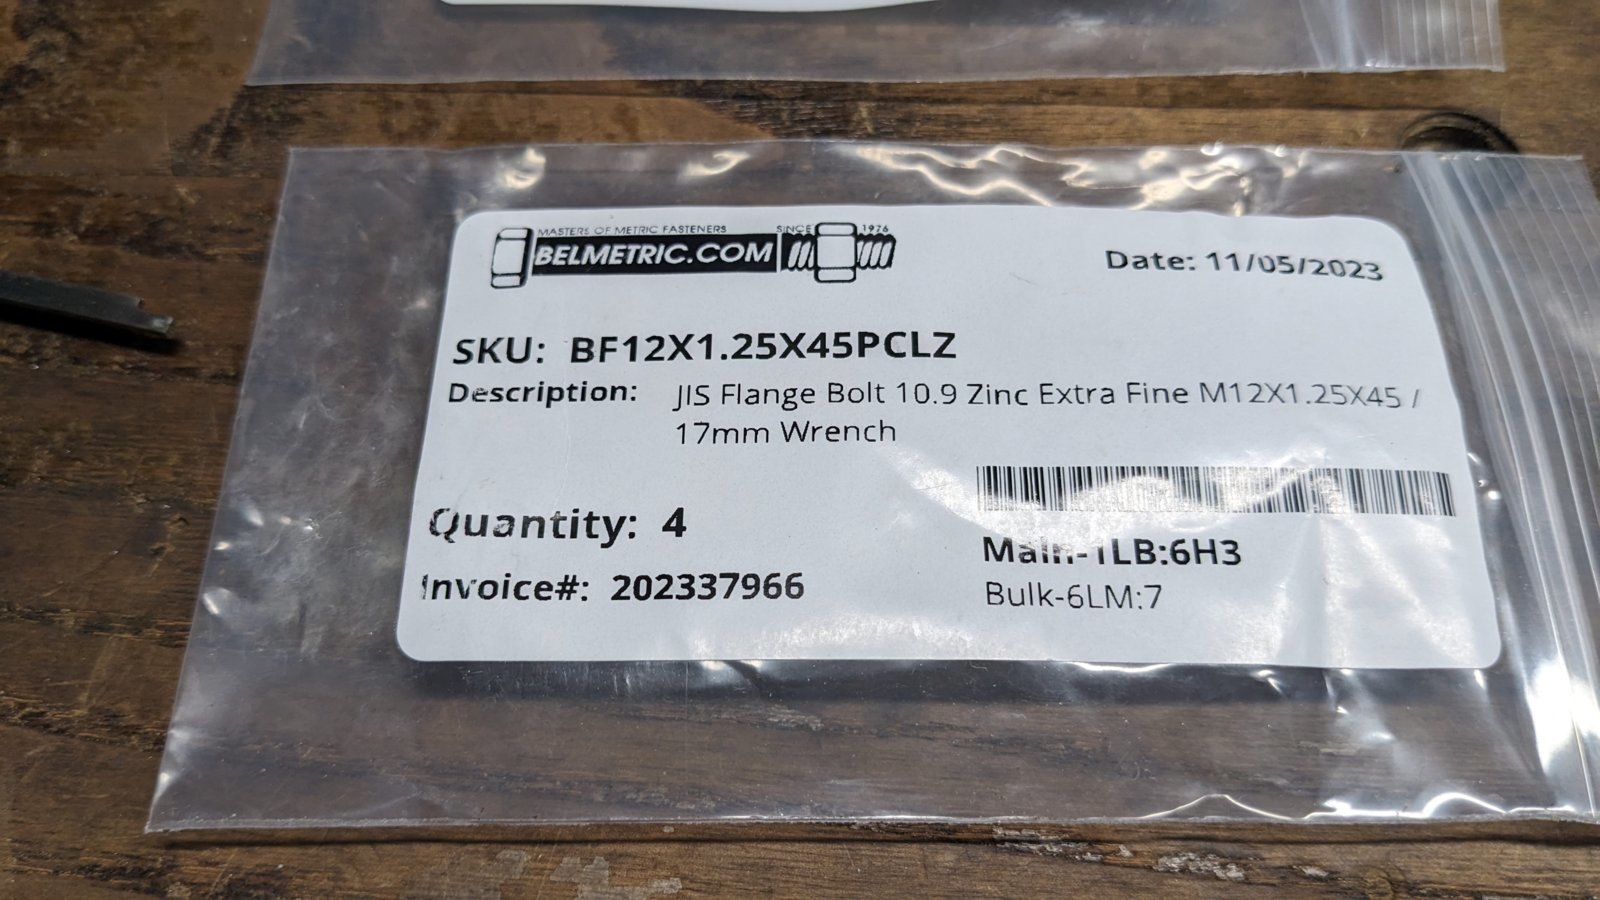 MASTERS OF METRIC FASTENERS SINCE 1976
BELMETRIC.COM
Date: 11/05/2023
SKU: BF12X1.25X45PCLZ
Description: JIS Flange Bolt 10.9 Zinc Extra Fine M12X1.25X45 /
17mm Wrench
Quantity: 4
Invoice#: 202337966
Main-1LB:6H3
Bulk-6LM:7